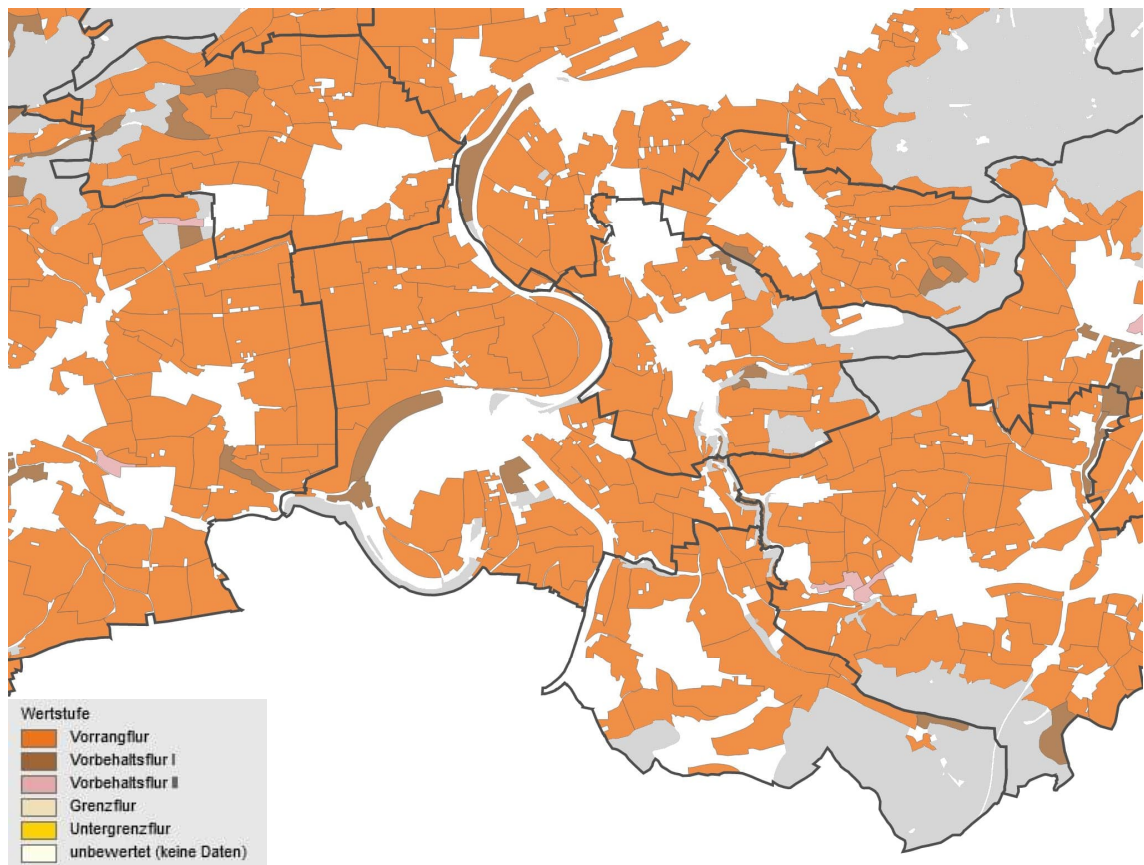 Wertstufe
Vorrangflur
Vorbehaltsflur I
Vorbehaltsflur II
Grenzflur
Untergrenzflur
unbewertet (keine Daten)